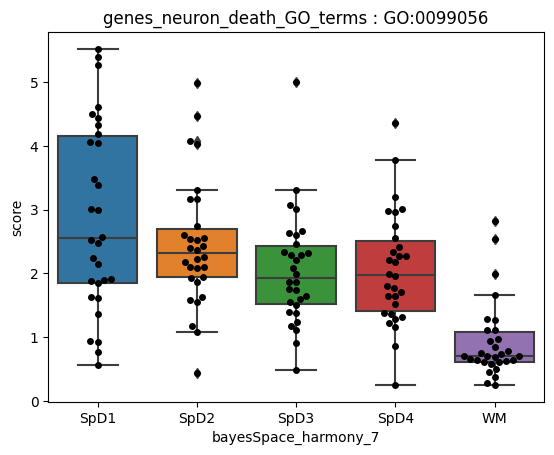 genes_neuron_death_GO_terms : GO:0099056
score
5
4
3
2
1
0
SpD1 SpD2 SpD3 SpD4 WM
bayesSpace_harmony_7